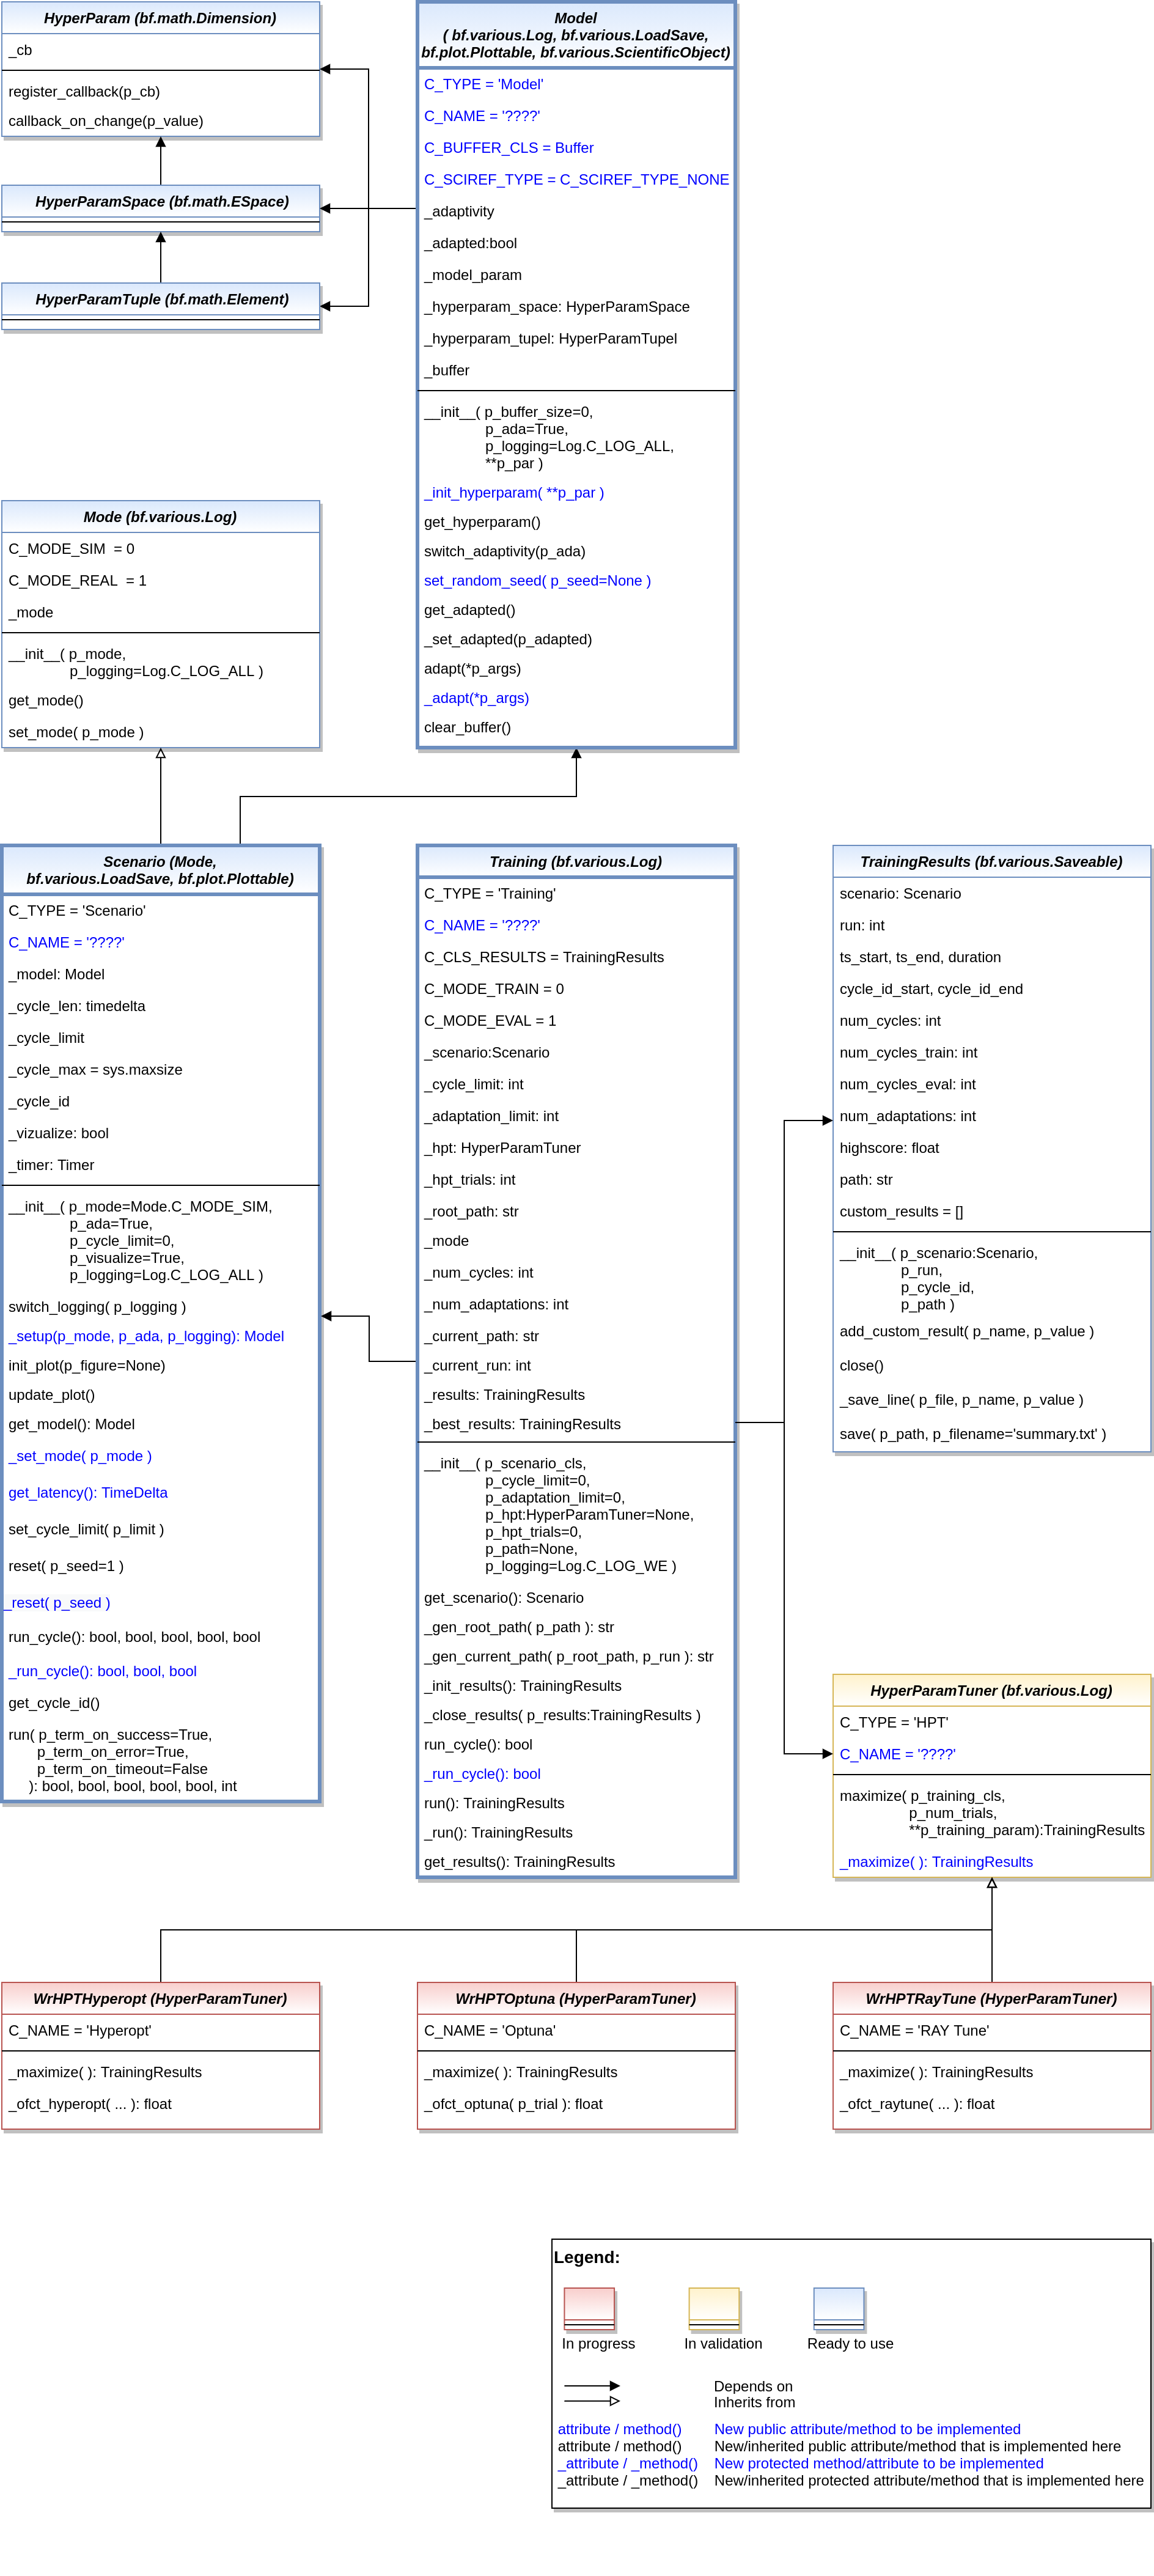 HyperParam (bf.math.Dimension)
_cb
register_callback(p_cb)
callback_on_change(p_value)
HyperParamSpace (bf.math.ESpace)
HyperParamTuple (bf.math.Element)
Model
( bf.various.Log, bf.various.LoadSave,
bf.plot.Plottable, bf.various.ScientificObject)
C_TYPE = 'Model'
C_NAME = '????'
C_BUFFER_CLS = Buffer
C_SCIREF_TYPE = C_SCIREF_TYPE_NONE
_adaptivity
_adapted:bool
_model_param
_hyperparam_space: HyperParamSpace
_hyperparam_tupel: HyperParamTupel
_buffer
__init__( p_buffer_size=0,
p_ada=True,
p_logging=Log.C_LOG_ALL,
**p_par )
_init_hyperparam( **p_par )
get_hyperparam()
switch_adaptivity(p_ada)
set_random_seed( p_seed=None )
get_adapted()
_set_adapted(p_adapted)
adapt(*p_args)
_adapt(*p_args)
clear_buffer()
Mode (bf.various.Log)
C_MODE_SIM  = 0
C_MODE_REAL  = 1
_mode
__init__( p_mode,
p_logging=Log.C_LOG_ALL )
get_mode()
set_mode( p_mode )
Scenario (Mode,
bf.various.LoadSave, bf.plot.Plottable)
C_TYPE = 'Scenario'
C_NAME = '????'
_model: Model
_cycle_len: timedelta
_cycle_limit
_cycle_max = sys.maxsize
_cycle_id
_vizualize: bool
_timer: Timer
__init__( p_mode=Mode.C_MODE_SIM,
p_ada=True,
p_cycle_limit=0,
p_visualize=True,
p_logging=Log.C_LOG_ALL )
switch_logging( p_logging )
_setup(p_mode, p_ada, p_logging): Model
init_plot(p_figure=None)
update_plot()
get_model(): Model
_set_mode( p_mode )
get_latency(): TimeDelta
set_cycle_limit( p_limit )
reset( p_seed=1 )
_reset( p_seed )
run_cycle(): bool, bool, bool, bool, bool
_run_cycle(): bool, bool, bool
get_cycle_id()
run( p_term_on_success=True,
p_term_on_error=True,
p_term_on_timeout=False
): bool, bool, bool, bool, bool, int
Training (bf.various.Log)
C_TYPE = 'Training'
C_NAME = '????'
C_CLS_RESULTS = TrainingResults
C_MODE_TRAIN = 0
C_MODE_EVAL = 1
_scenario:Scenario
_cycle_limit: int
_adaptation_limit: int
_hpt: HyperParamTuner
_hpt_trials: int
_root_path: str
_mode
_num_cycles: int
_num_adaptations: int
_current_path: str
_current_run: int
_results: TrainingResults
_best_results: TrainingResults
__init__( p_scenario_cls,
p_cycle_limit=0,
p_adaptation_limit=0,
p_hpt:HyperParamTuner=None,
p_hpt_trials=0,
p_path=None,
p_logging=Log.C_LOG_WE )
get_scenario(): Scenario
_gen_root_path( p_path ): str
_gen_current_path( p_root_path, p_run ): str
_init_results(): TrainingResults
_close_results( p_results:TrainingResults )
run_cycle(): bool
_run_cycle(): bool
run(): TrainingResults
_run(): TrainingResults
get_results(): TrainingResults
TrainingResults (bf.various.Saveable)
scenario: Scenario
run: int
ts_start, ts_end, duration
cycle_id_start, cycle_id_end
num_cycles: int
num_cycles_train: int
num_cycles_eval: int
num_adaptations: int
highscore: float
path: str
custom_results = []
__init__( p_scenario:Scenario,
p_run,
p_cycle_id,
p_path )
add_custom_result( p_name, p_value )
close()
_save_line( p_file, p_name, p_value )
save( p_path, p_filename='summary.txt' )
HyperParamTuner (bf.various.Log)
C_TYPE = 'HPT'
C_NAME = '????'
maximize( p_training_cls,
p_num_trials,
**p_training_param):TrainingResults
_maximize( ): TrainingResults
WrHPTHyperopt (HyperParamTuner)
C_NAME = 'Hyperopt'
_maximize( ): TrainingResults
_ofct_hyperopt( ... ): float
WrHPTOptuna (HyperParamTuner)
C_NAME = 'Optuna'
_maximize( ): TrainingResults
_ofct_optuna( p_trial ): float
WrHPTRayTune (HyperParamTuner)
C_NAME = 'RAY Tune'
_maximize( ): TrainingResults
_ofct_raytune( ... ): float
Legend:
In progress
In validation
Ready to use
Depends on
Inherits from
attribute / method() New public attribute/method to be implemented
attribute / method() New/inherited public attribute/method that is implemented here
_attribute / _method() New protected method/attribute to be implemented
_attribute / _method() New/inherited protected attribute/method that is implemented here